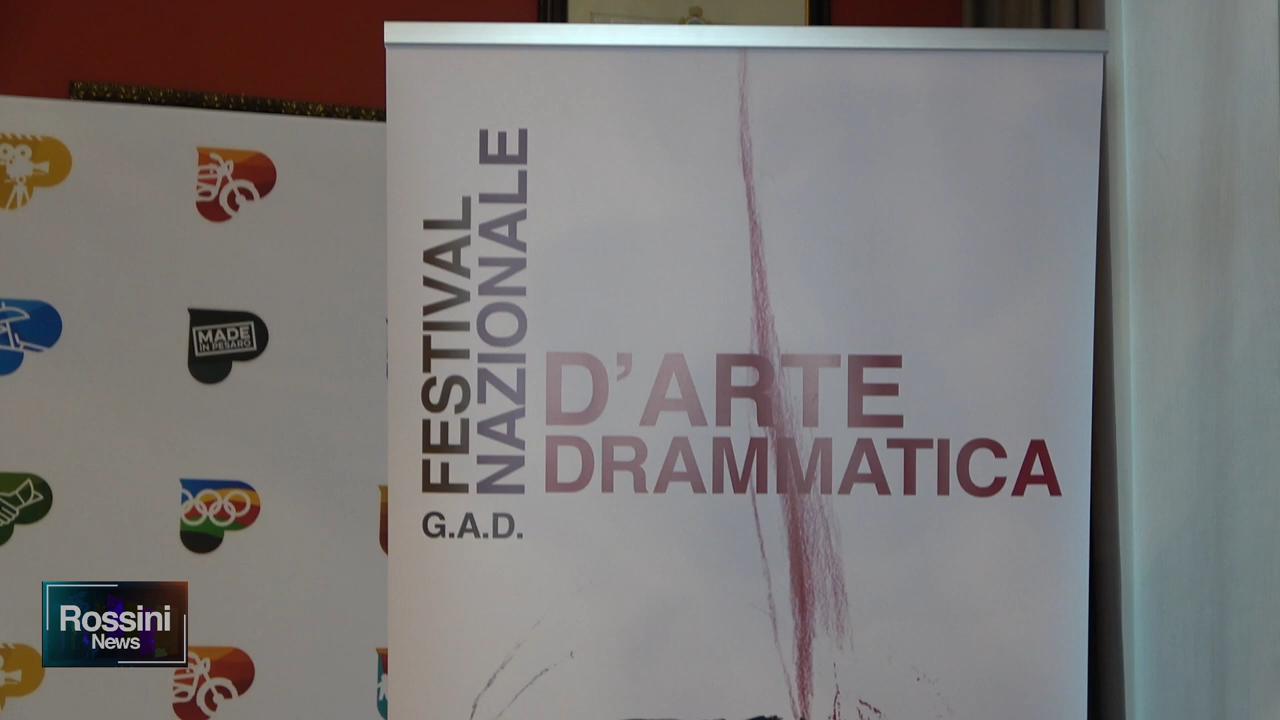 FESTIVAL
NAZIONALE
D'ARTE
DRAMMATICA
G.A.D.
MADE
IN PESARO
Rossini
News